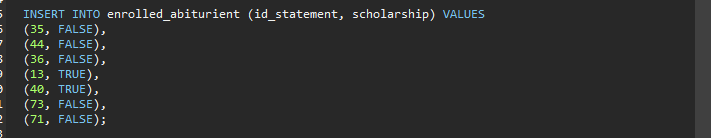 INSERT INTO enrolled_abiturient (id_statement, scholarship) VALUES
(35, FALSE),
(44, FALSE),
(36, FALSE),
(13, TRUE),
(40, TRUE),
(73, FALSE),
(71, FALSE);